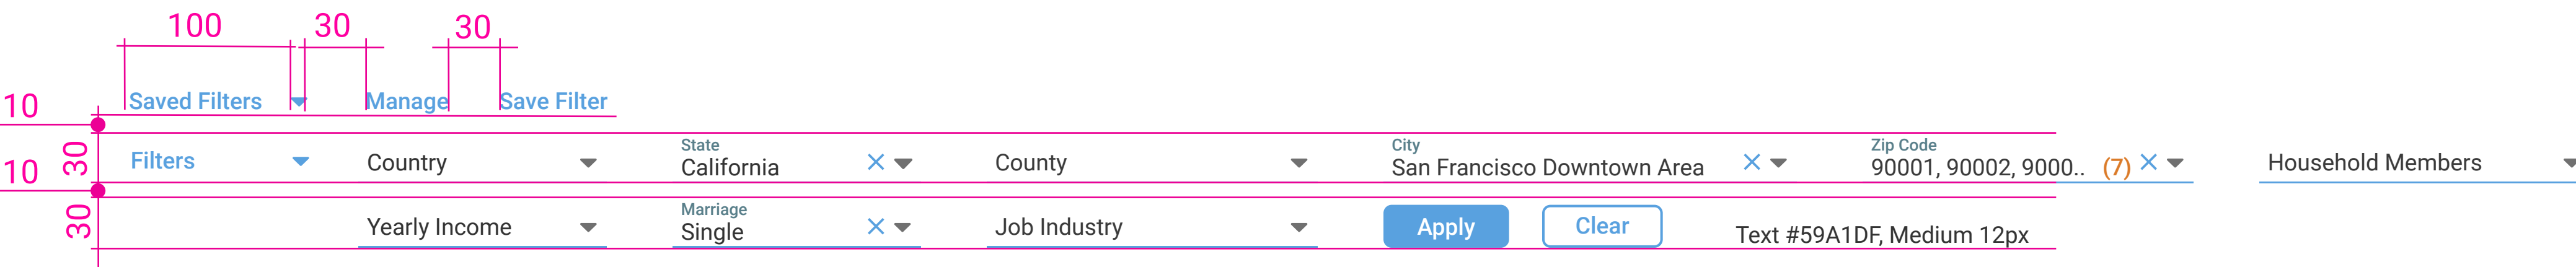 100 30 30
Saved Filters Manage Save Filter
10
30
Filters Country State California County City San Francisco Downtown Area Zip Code 90001, 90002, 9000.. (7) Household Members
10
30
Yearly Income Marriage Single Job Industry Apply Clear Text #59A1DF, Medium 12px